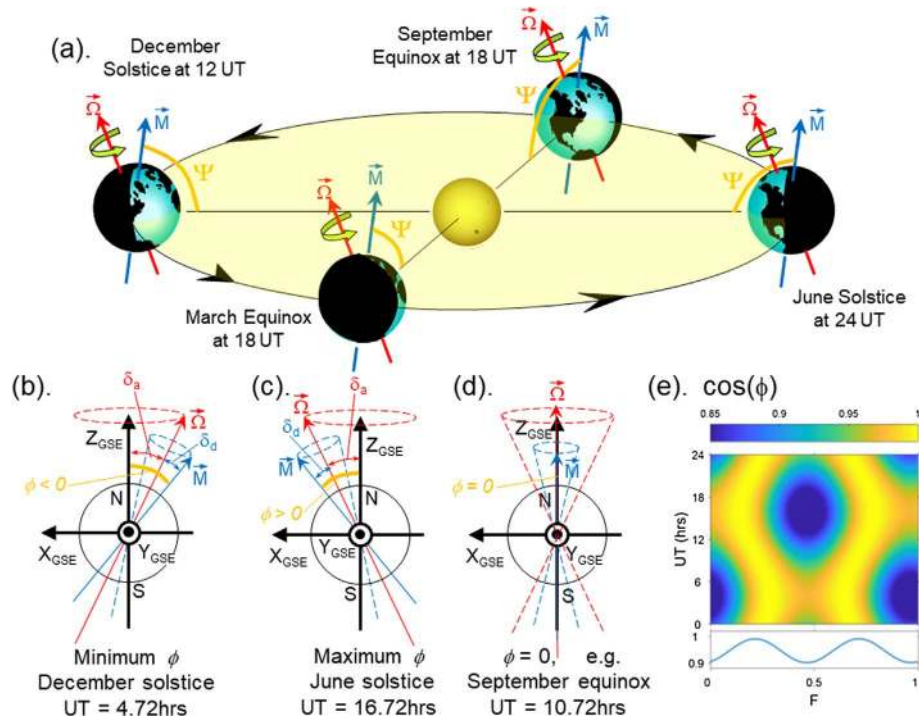 (a).
December
Solstice at 12 UT
September
Equinox at 18 UT
Ω⃗
M⃗
Ψ
Ω⃗
M⃗
Ψ
Ω⃗
M⃗
Ψ
Ω⃗
M⃗
Ψ
March Equinox
at 18 UT
June Solstice
at 24 UT
(b).
δa
Ω⃗
ZGSE
δd
M⃗
ϕ < 0
N
XGSE
YGSE
S
Minimum ϕ
December solstice
UT = 4.72hrs
(c).
δa
Ω⃗
δd
ZGSE
M⃗
ϕ > 0
N
XGSE
YGSE
S
Maximum ϕ
June solstice
UT = 16.72hrs
(d).
Ω⃗
ZGSE
M⃗
ϕ = 0
N
XGSE
YGSE
S
ϕ = 0, e.g.
September equinox
UT = 10.72hrs
(e). cos(ϕ)
0.85 0.9 0.95 1
24
18
12
6
0
UT (hrs)
1
0.9
0 0.5 1
F